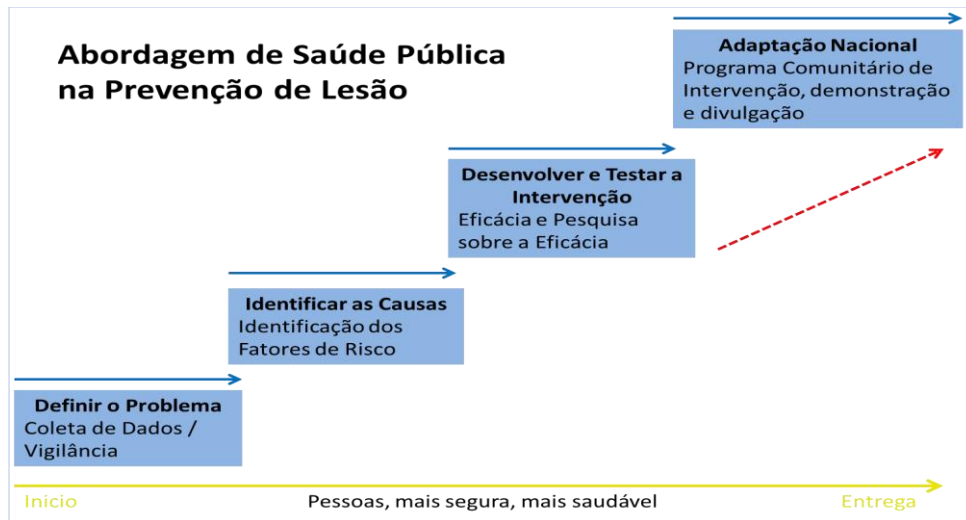 Abordagem de Saúde Pública
na Prevenção de Lesão
Adaptação Nacional
Programa Comunitário de
Intervenção, demonstração
e divulgação
Desenvolver e Testar a
Intervenção
Eficácia e Pesquisa
sobre a Eficácia
Identificar as Causas
Identificação dos
Fatores de Risco
Definir o Problema
Coleta de Dados /
Vigilância
Inicio
Pessoas, mais segura, mais saudável
Entrega